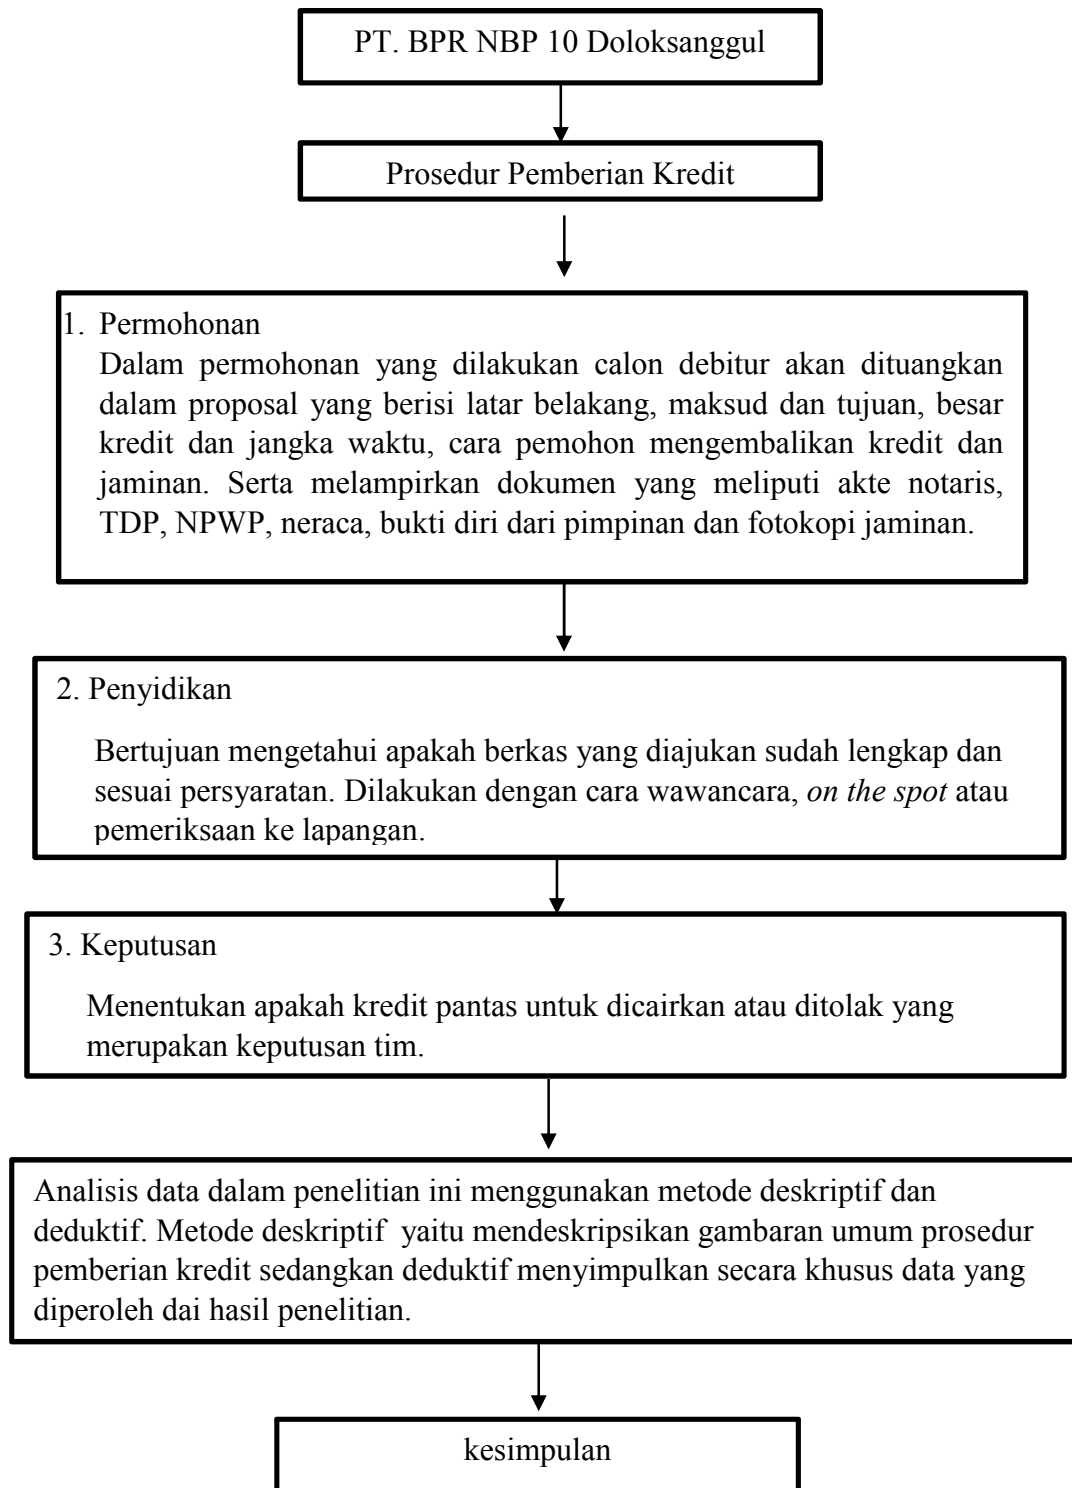 PT. BPR NBP 10 Doloksanggul
Prosedur Pemberian Kredit
1. Permohonan
Dalam permohonan yang dilakukan calon debitur akan dituangkan
dalam proposal yang berisi latar belakang, maksud dan tujuan, besar
kredit dan jangka waktu, cara pemohon mengembalikan kredit dan
jaminan. Serta melampirkan dokumen yang meliputi akte notaris,
TDP, NPWP, neraca, bukti diri dari pimpinan dan fotokopi jaminan.
2. Penyidikan
Bertujuan mengetahui apakah berkas yang diajukan sudah lengkap dan
sesuai persyaratan. Dilakukan dengan cara wawancara, on the spot atau
pemeriksaan ke lapangan.
3. Keputusan
Menentukan apakah kredit pantas untuk dicairkan atau ditolak yang
merupakan keputusan tim.
Analisis data dalam penelitian ini menggunakan metode deskriptif dan
deduktif. Metode deskriptif yaitu mendeskripsikan gambaran umum prosedur
pemberian kredit sedangkan deduktif menyimpulkan secara khusus data yang
diperoleh dai hasil penelitian.
kesimpulan